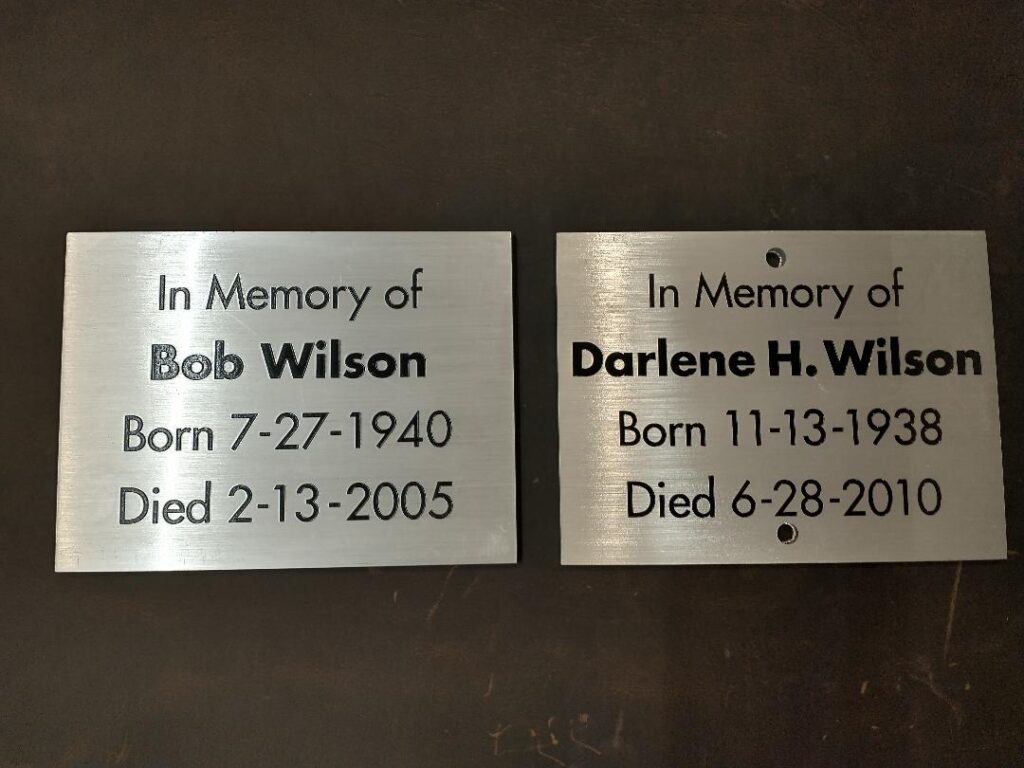 In Memory of
Bob Wilson
Born 7-27-1940
Died 2-13-2005
In Memory of
Darlene H. Wilson
Born 11-13-1938
Died 6-28-2010